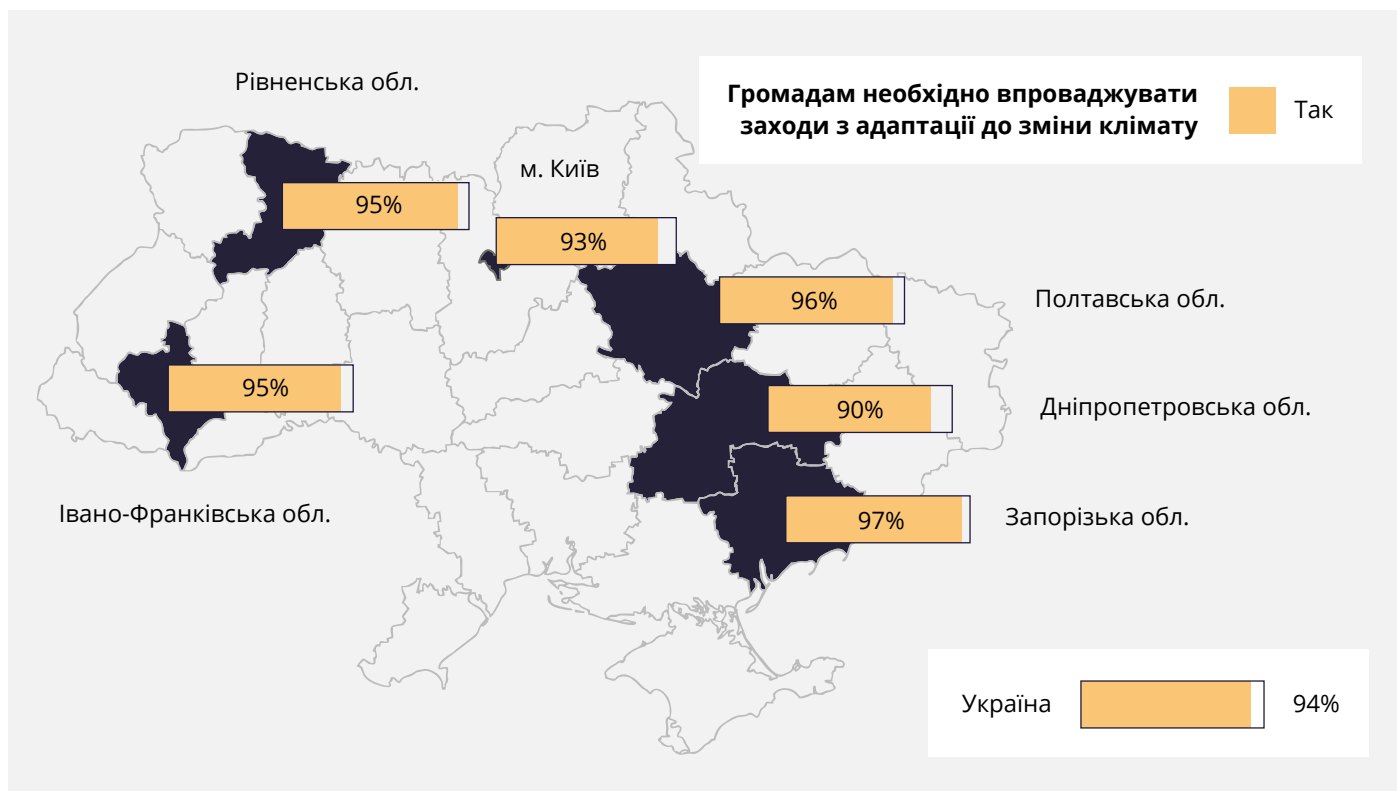 Рівненська обл.
Громадам необхідно впроваджувати
заходи з адаптації до зміни клімату
Так
м. Київ
95%
93%
96%
Полтавська обл.
95%
90%
Дніпропетровська обл.
Івано-Франківська обл.
97%
Запорізька обл.
Україна
94%